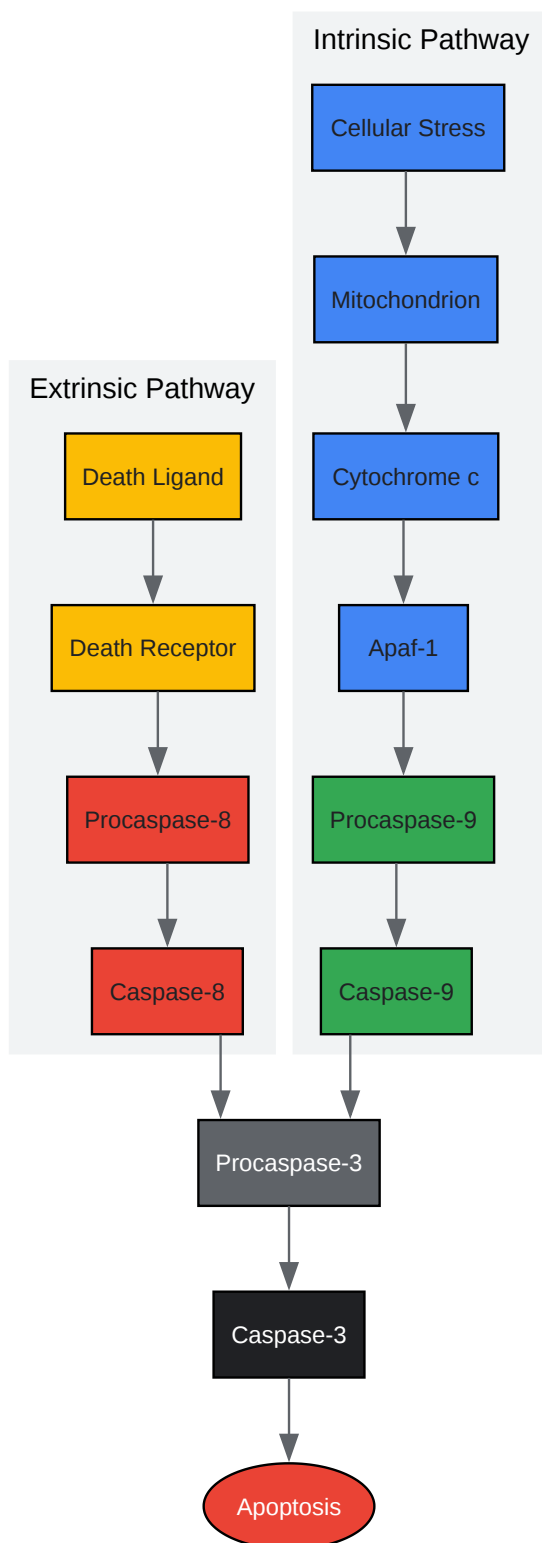 Intrinsic Pathway
Cellular Stress
Mitochondrion
Extrinsic Pathway
Death Ligand
Cytochrome c
Death Receptor
Apaf-1
Procaspase-8
Procaspase-9
Caspase-8
Caspase-9
Procaspase-3
Caspase-3
Apoptosis